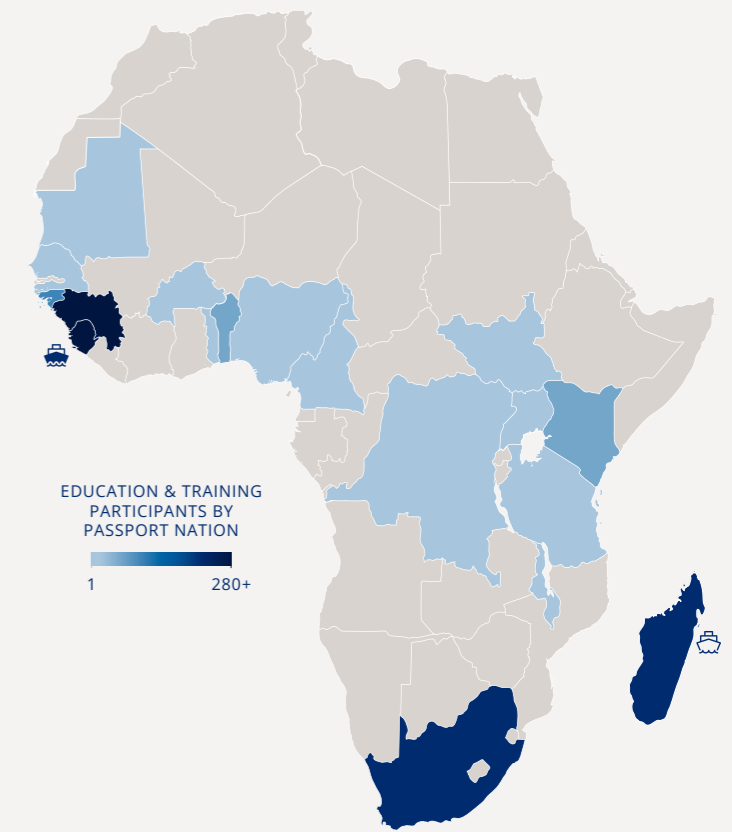 EDUCATION & TRAINING
PARTICIPANTS BY
PASSPORT NATION
1 280+